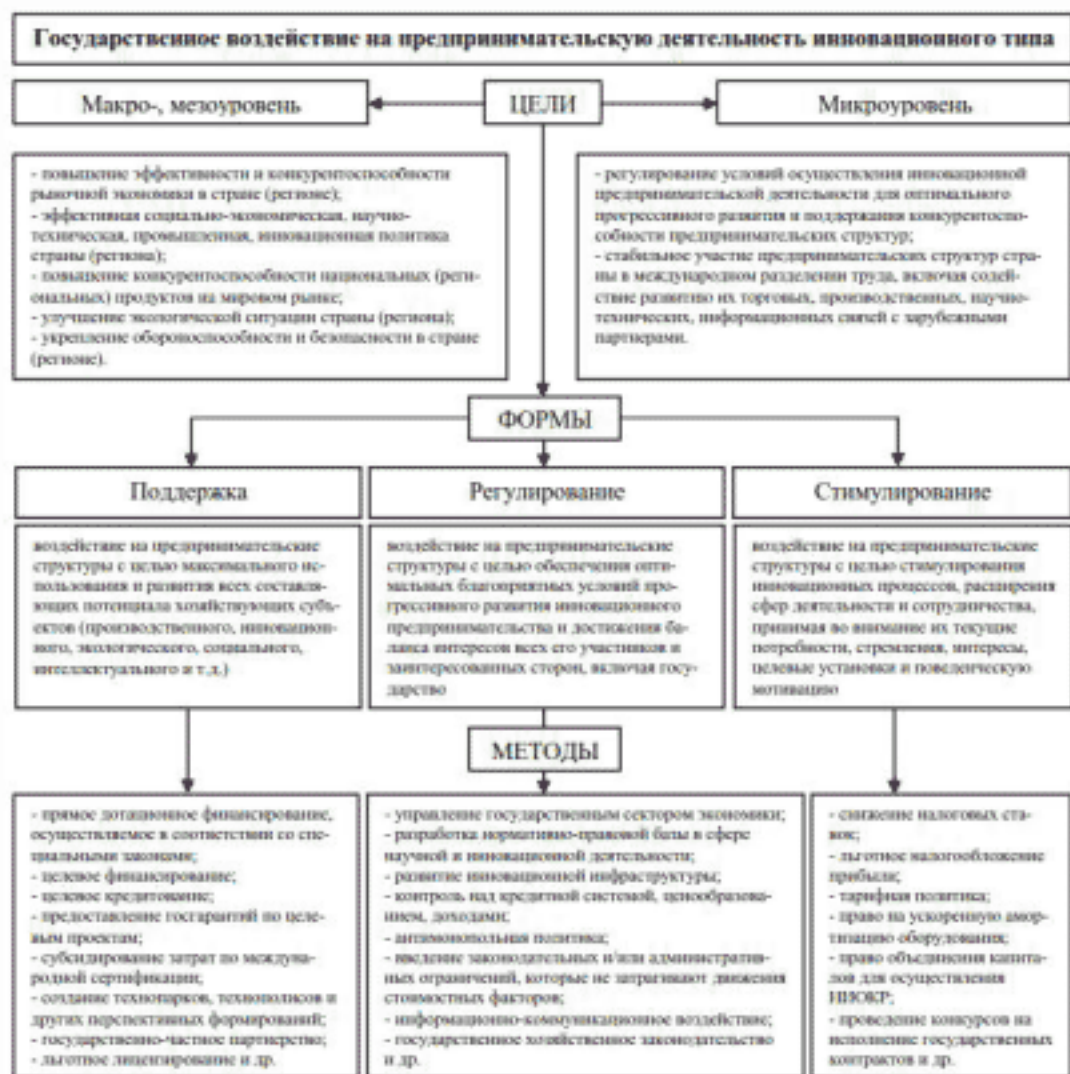 Государственное воздействие на предпринимательскую деятельность инновационного типа
Макро-, мезоуровень
ЦЕЛИ
Микроуровень
- повышение эффективности и конкурентоспособности
рыночной экономики в стране (регионе);
- эффективная социально-экономическая, научно-
техническая, промышленная, инновационная политика
страны (региона);
- повышение конкурентоспособности национальных (реги-
ональных) продуктов на мировом рынке;
- улучшение экологической ситуации страны (региона);
- укрепление обороноспособности и безопасности в стране
(регионе).
- регулирование условий осуществления инновационной
предпринимательской деятельности для оптимального
прогрессивного развития и поддержания конкурентоспо-
собности предпринимательских структур;
- стабильное участие предпринимательских структур стра-
ны в международном разделении труда, включая содей-
ствие развитию их торговых, производственных, научно-
технических, информационных связей с зарубежными
партнерами.
ФОРМЫ
Поддержка
Регулирование
Стимулирование
воздействие на предпринимательские
структуры с целью максимального ис-
пользования и развития всех составля-
ющих потенциала хозяйствующих субъ-
ектов (производственного, инновацион-
ного, экологического, социального,
интеллектуального и т.д.)
воздействие на предпринимательские
структуры с целью обеспечения опти-
мальных благоприятных условий про-
грессивного развития инновационного
предпринимательства и достижения ба-
ланса интересов всех его участников и
заинтересованных сторон, включая госу-
дарство
воздействие на предпринимательские
структуры с целью стимулирования
инновационных процессов, расширения
сфер деятельности и сотрудничества,
принимая во внимание их текущие
потребности, стремления, интересы,
целевые установки и поведенческую
мотивацию
МЕТОДЫ
- прямое дотационное финансирование,
осуществляемое в соответствии со спе-
циальными законами;
- целевое финансирование;
- целевое кредитование;
- предоставление госгарантий по целе-
вым проектам;
- субсидирование затрат по междуна-
родной сертификации;
- создание технопарков, технополисов и
других перспективных формирований;
- государственно-частное партнерство;
- льготное лицензирование и др.
- управление государственным сектором экономики;
- разработка нормативно-правовой базы в сфере
научной и инновационной деятельности;
- развитие инновационной инфраструктуры;
- контроль над кредитной системой, ценообразова-
нием, доходами;
- антимонопольная политика;
- введение законодательных и/или административ-
ных ограничений, которые не затрагивают движения
стоимостных факторов;
- информационно-коммуникационное воздействие;
- государственное хозяйственное законодательство
и др.
- снижение налоговых ста-
вок;
- льготное налогообложение
прибыли;
- тарифная политика;
- право на ускоренную амор-
тизацию оборудования;
- право объединения капита-
лов для осуществления
НИОКР;
- проведение конкурсов на
исполнение государственных
контрактов и др.